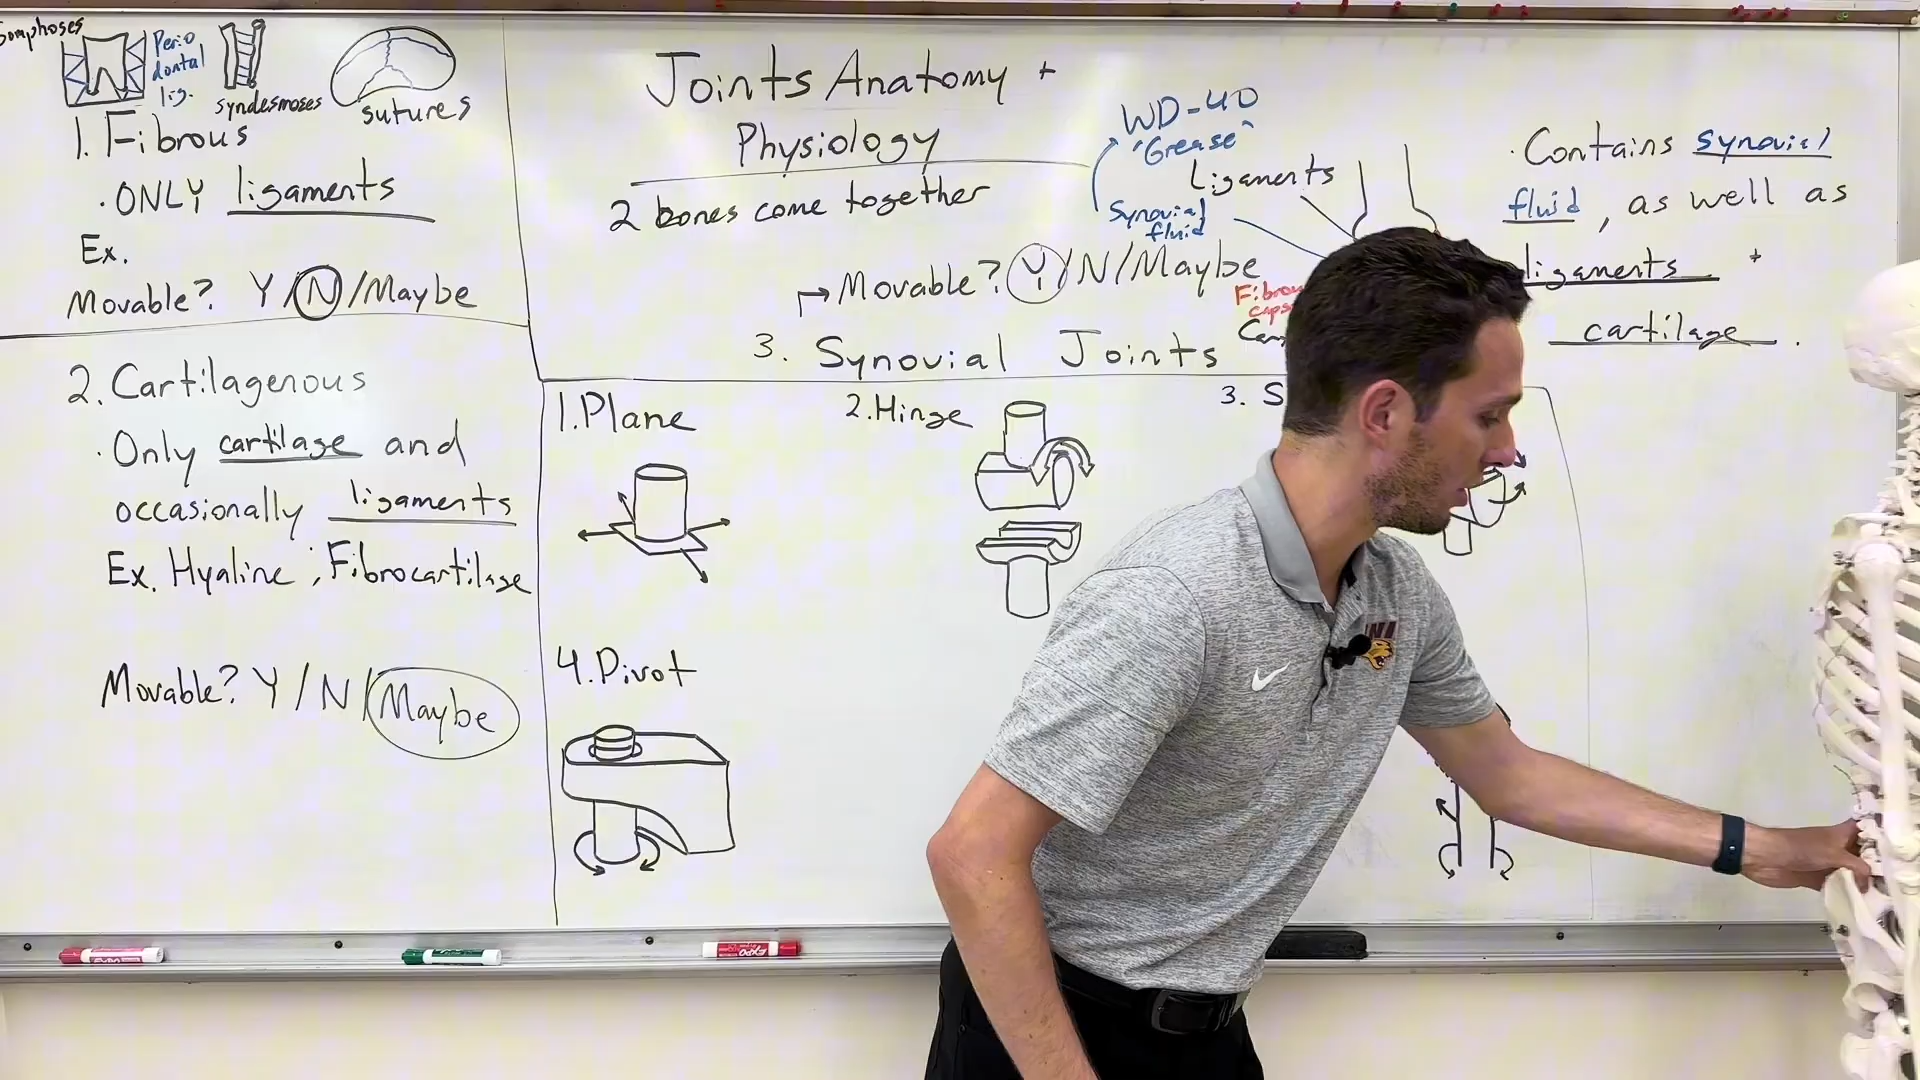 Gomphoses
Perio
dontal
lig.
syndesmoses
sutures
1. Fibrous
· ONLY ligaments
Ex.
Movable? Y/N/Maybe
2. Cartilagenous
· Only cartilage and
occasionally ligaments
Ex. Hyaline ; Fibrocartilage
Movable? Y/N/Maybe
Joints Anatomy +
Physiology
2 bones come together
Movable? Y/N/Maybe
3. Synovial Joints
WD-40
"Grease"
Ligaments
Synovial
fluid
· Contains synovial
fluid, as well as
ligaments +
cartilage.
1. Plane
2. Hinge
3. S
4. Pivot
EXPO